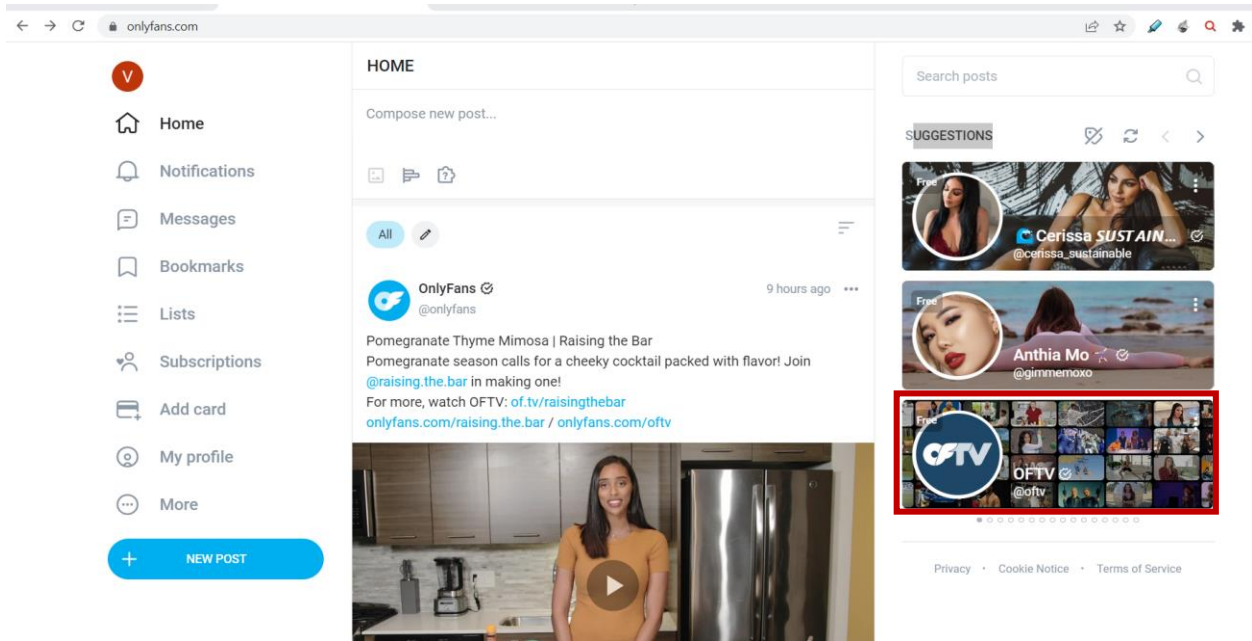 onlyfans.com
V
Home
Notifications
Messages
Bookmarks
Lists
Subscriptions
Add card
My profile
More
NEW POST
HOME
Compose new post...
All
OnlyFans
@onlyfans
9 hours ago
Pomegranate Thyme Mimosa | Raising the Bar
Pomegranate season calls for a cheeky cocktail packed with flavor! Join
@raising.the.bar in making one!
For more, watch OFTV: of.tv/raisingthebar
onlyfans.com/raising.the.bar / onlyfans.com/oftv
Search posts
SUGGESTIONS
Free
Cerissa SUSTAIN...
@cerissa_sustainable
Free
Anthia Mo
@gimmemoxo
Free
OFTV
OFTV
@oftv
Privacy · Cookie Notice · Terms of Service